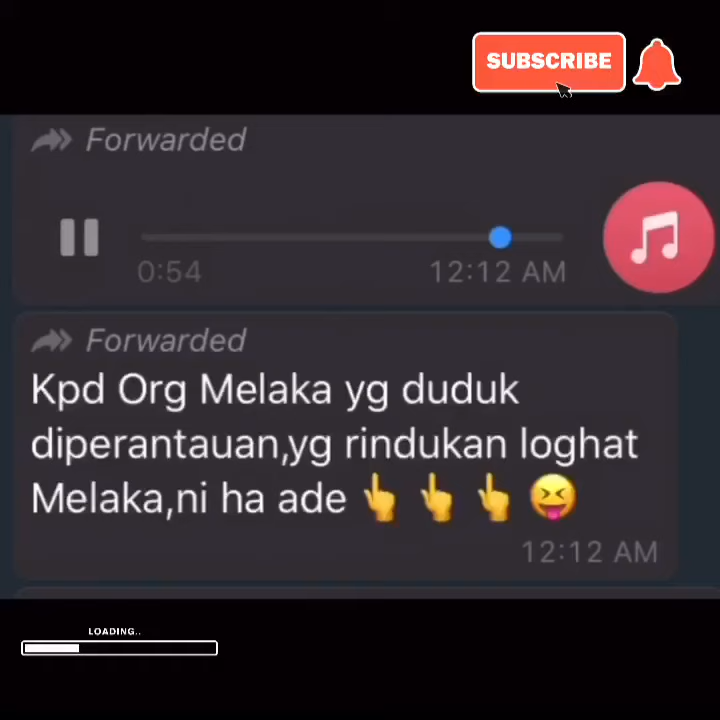 SUBSCRIBE
Forwarded
0:54
12:12 AM
Forwarded
Kpd Org Melaka yg duduk
diperantauan,yg rindukan loghat
Melaka,ni ha ade 👆👆👆😝
12:12 AM
LOADING..